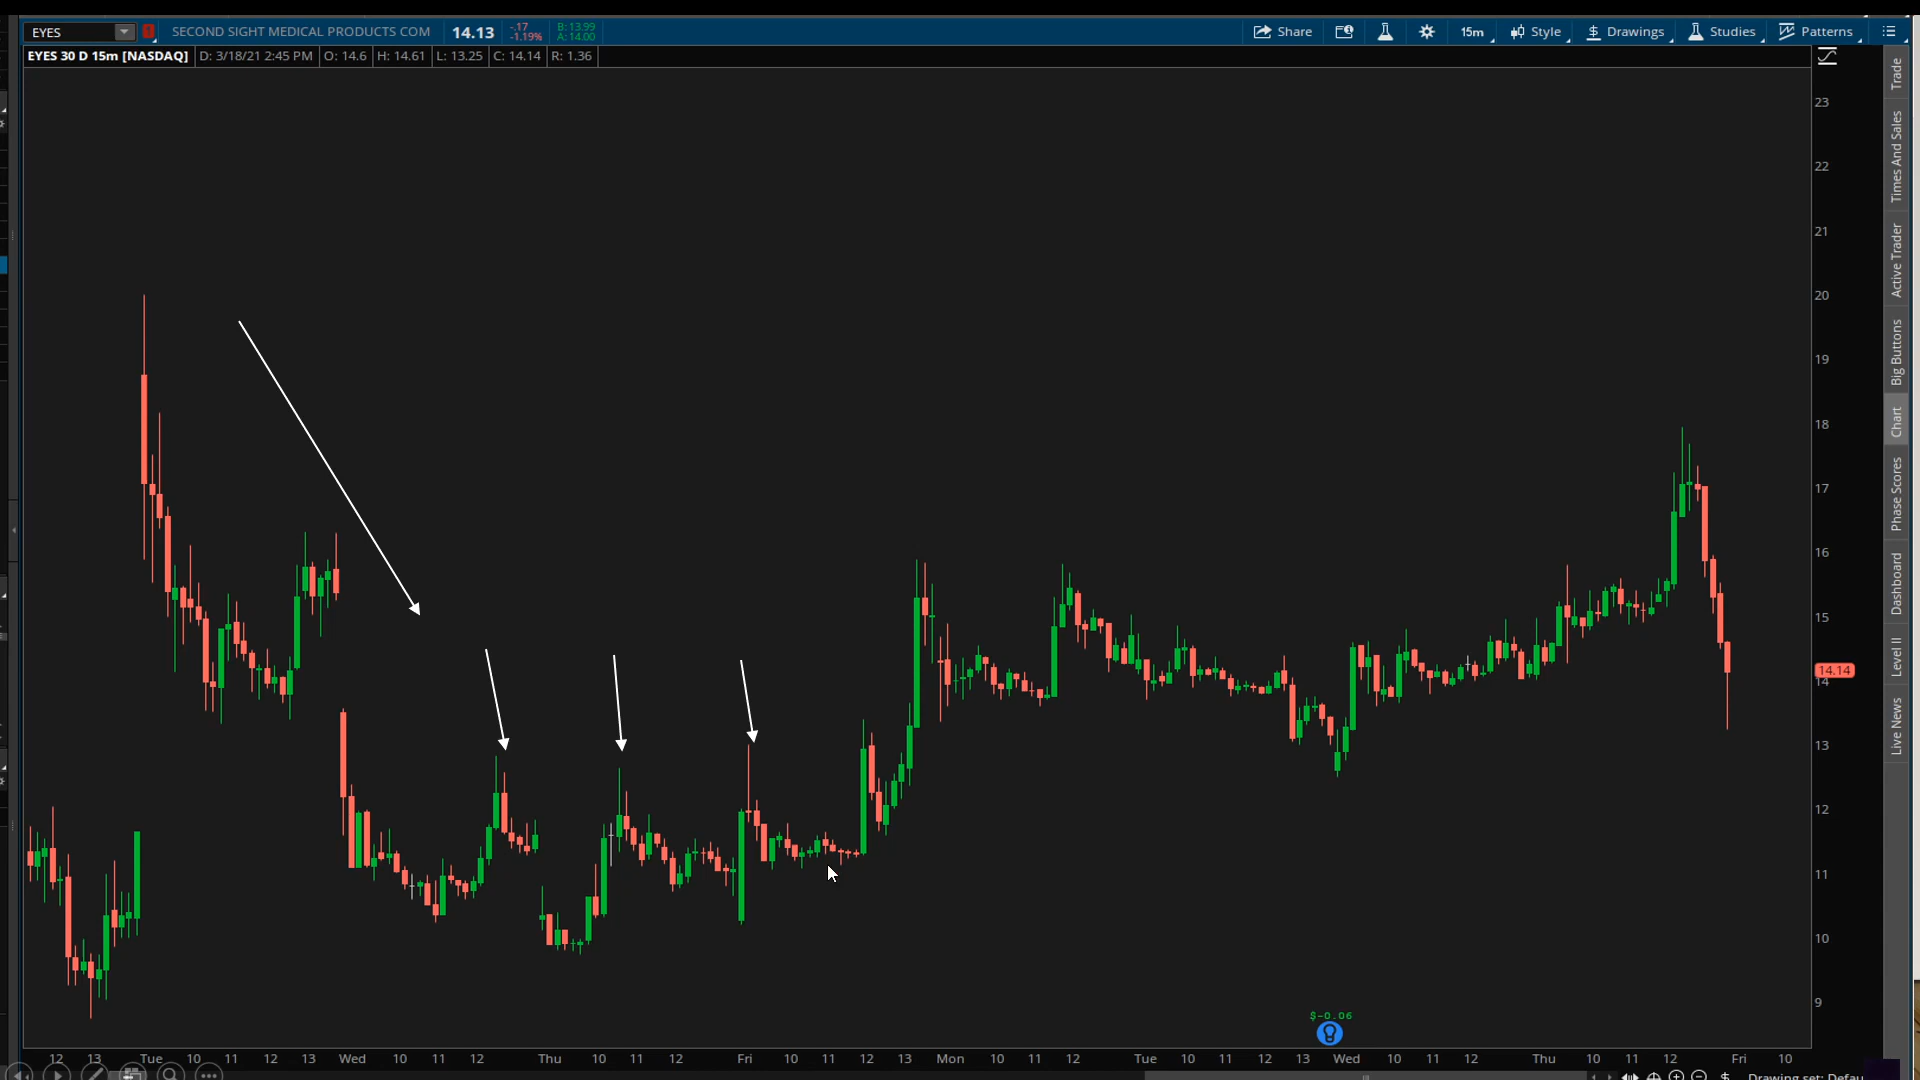 EYES 1 SECOND SIGHT MEDICAL PRODUCTS COM 14.13 -.17 -1.19% B: 13.99 A: 14.00 Share 15m Style $ Drawings Studies Patterns
EYES 30 D 15m [NASDAQ] D: 3/18/21 2:45 PM O: 14.6 H: 14.61 L: 13.25 C: 14.14 R: 1.36
23
22
21
20
19
18
17
16
15
14.14
14
13
12
11
10
9
Trade
Times And Sales
Active Trader
Big Buttons
Chart
Phase Scores
Dashboard
Level II
Live News
$-0.06
12 13 Tue 10 11 12 13 Wed 10 11 12 Thu 10 11 12 Fri 10 11 12 13 Mon 10 11 12 Tue 10 11 12 13 Wed 10 11 12 Thu 10 11 12 Fri 10
$ Drawing set: Defau